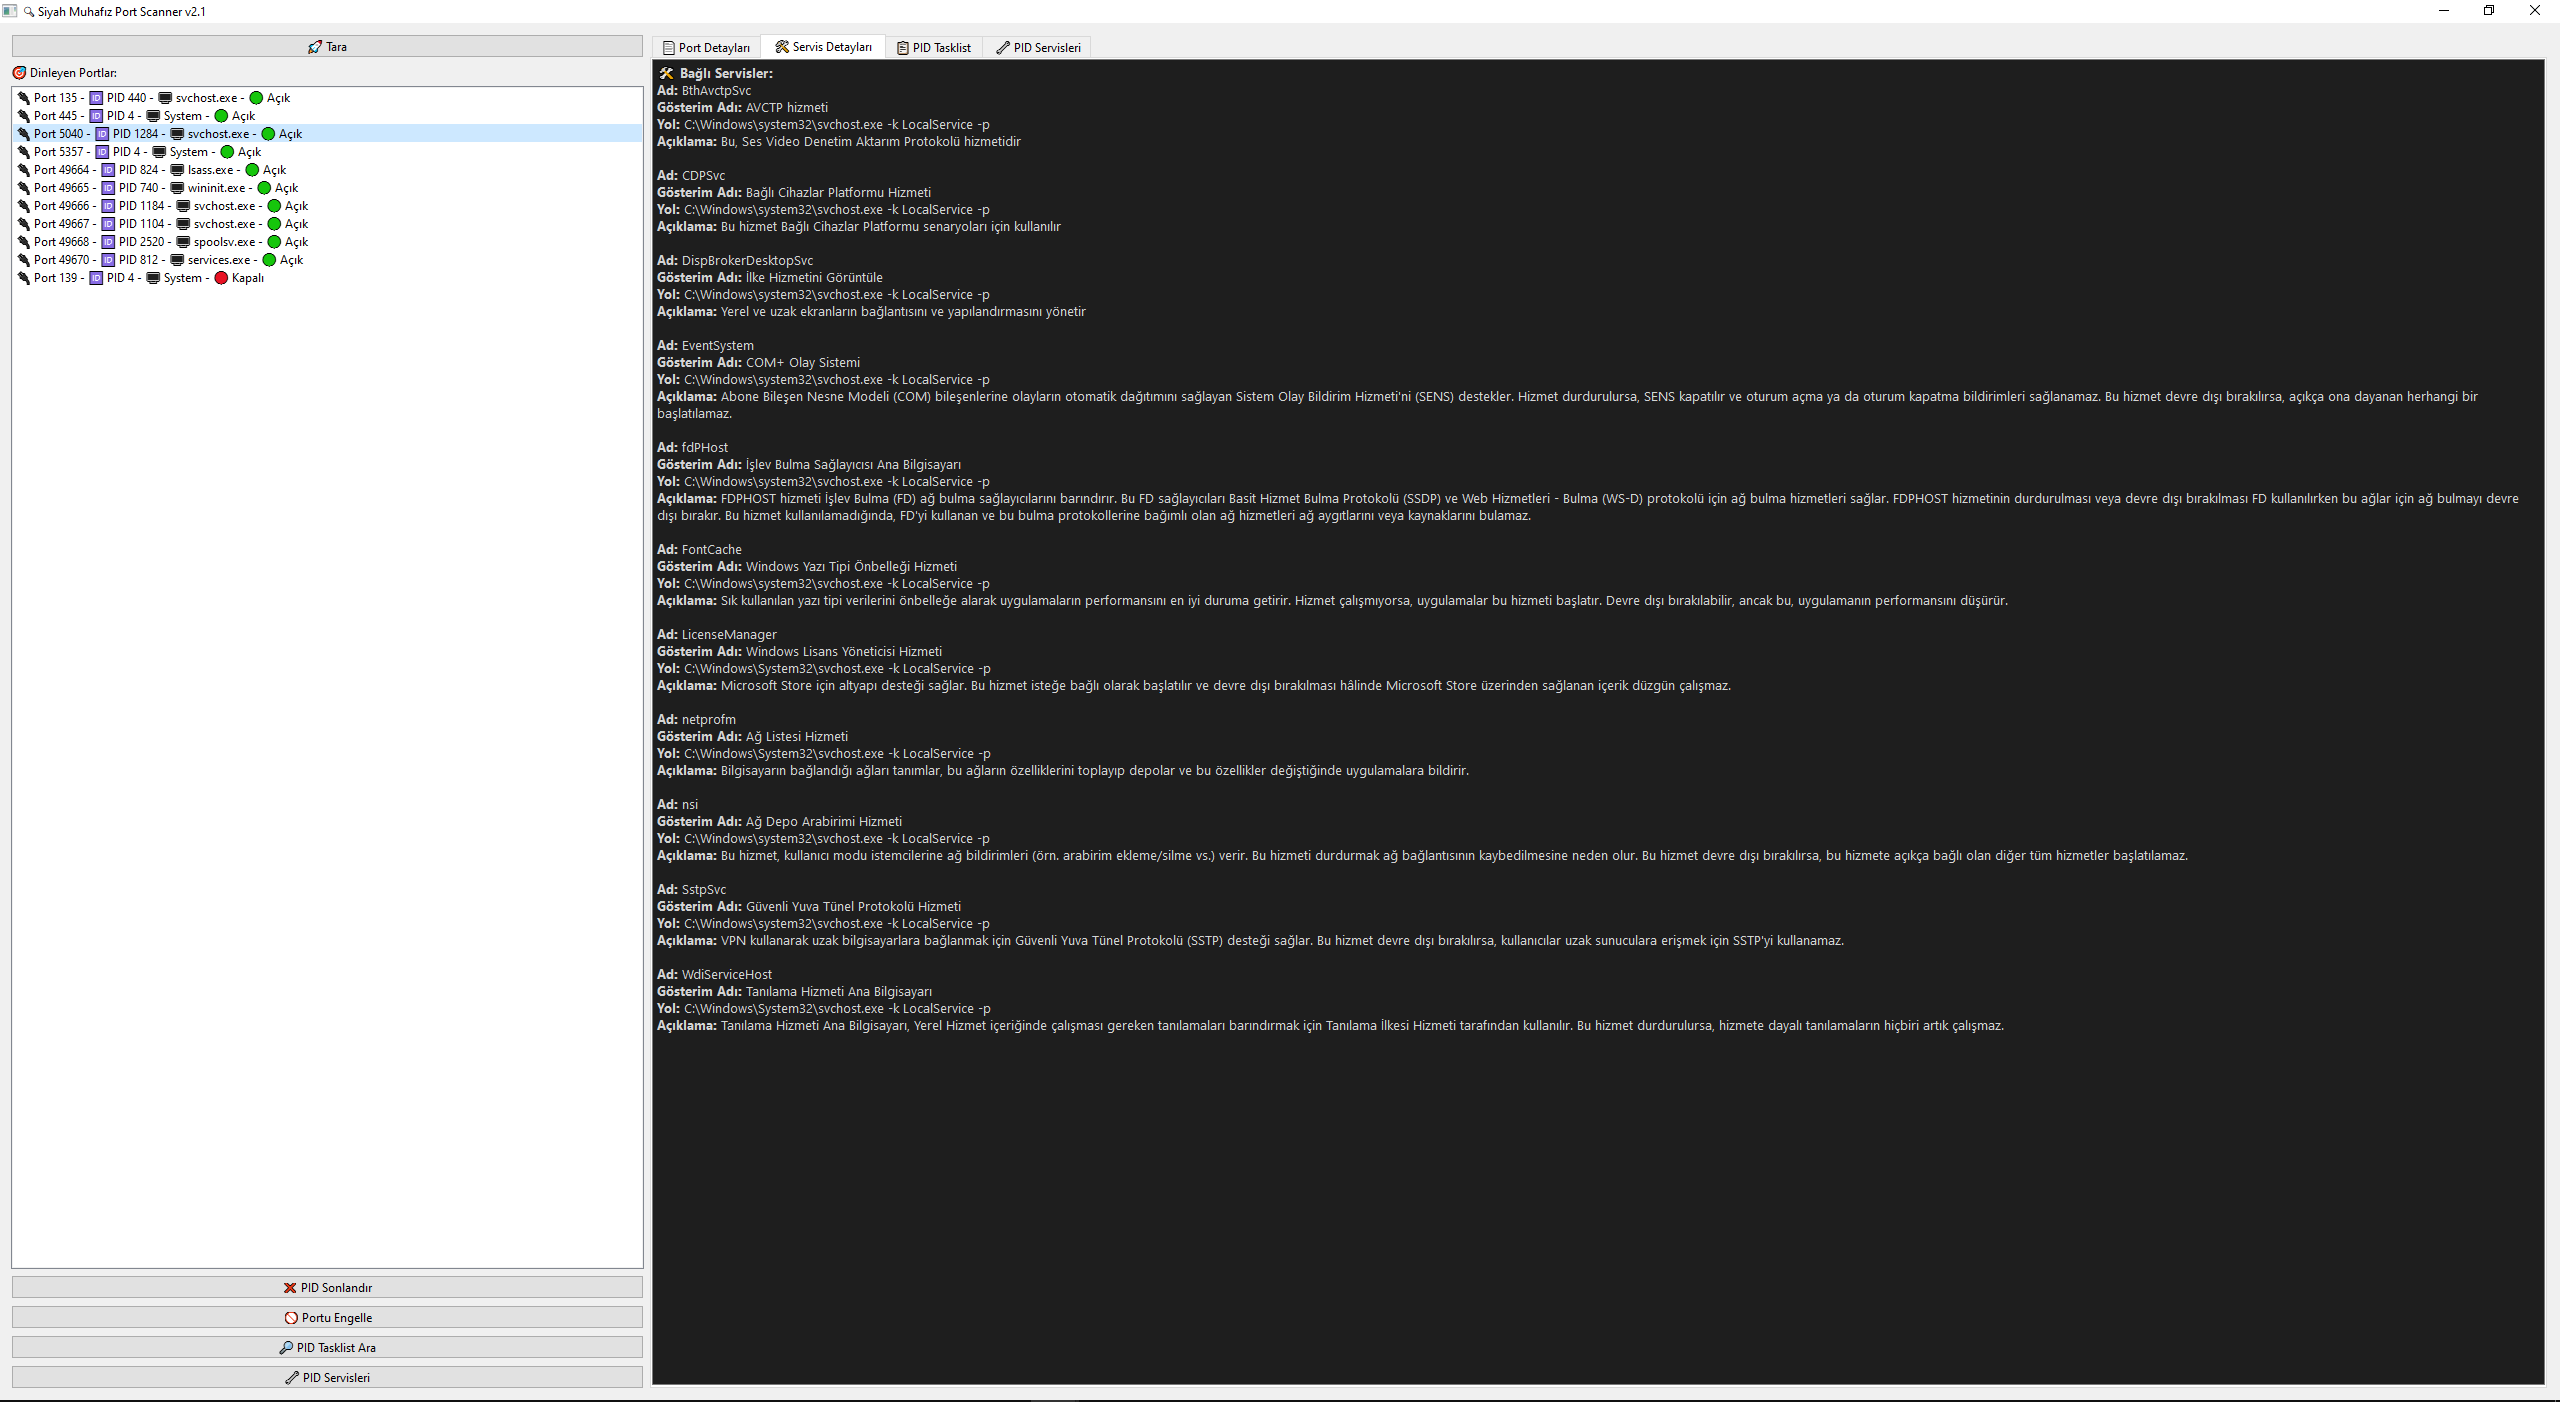 Siyah Muhafız Port Scanner v2.1
Tara
Dinleyen Portlar:
Port 135 - ID PID 440 - svchost.exe - Açık
Port 445 - ID PID 4 - System - Açık
Port 5040 - ID PID 1284 - svchost.exe - Açık
Port 5357 - ID PID 4 - System - Açık
Port 49664 - ID PID 824 - lsass.exe - Açık
Port 49665 - ID PID 740 - wininit.exe - Açık
Port 49666 - ID PID 1184 - svchost.exe - Açık
Port 49667 - ID PID 1104 - svchost.exe - Açık
Port 49668 - ID PID 2520 - spoolsv.exe - Açık
Port 49670 - ID PID 812 - services.exe - Açık
Port 139 - ID PID 4 - System - Kapalı
PID Sonlandır
Portu Engelle
PID Tasklist Ara
PID Servisleri
Port Detayları
Servis Detayları
PID Tasklist
PID Servisleri
Bağlı Servisler:
Ad: BthAvctpSvc
Gösterim Adı: AVCTP hizmeti
Yol: C:\Windows\system32\svchost.exe -k LocalService -p
Açıklama: Bu, Ses Video Denetim Aktarım Protokolü hizmetidir
Ad: CDPSvc
Gösterim Adı: Bağlı Cihazlar Platformu Hizmeti
Yol: C:\Windows\system32\svchost.exe -k LocalService -p
Açıklama: Bu hizmet Bağlı Cihazlar Platformu senaryoları için kullanılır
Ad: DispBrokerDesktopSvc
Gösterim Adı: İlke Hizmetini Görüntüle
Yol: C:\Windows\system32\svchost.exe -k LocalService -p
Açıklama: Yerel ve uzak ekranların bağlantısını ve yapılandırmasını yönetir
Ad: EventSystem
Gösterim Adı: COM+ Olay Sistemi
Yol: C:\Windows\system32\svchost.exe -k LocalService -p
Açıklama: Abone Bileşen Nesne Modeli (COM) bileşenlerine olayların otomatik dağıtımını sağlayan Sistem Olay Bildirim Hizmeti'ni (SENS) destekler. Hizmet durdurulursa, SENS kapatılır ve oturum açma ya da oturum kapatma bildirimleri sağlanamaz. Bu hizmet devre dışı bırakılırsa, açıkça ona dayanan herhangi bir
başlatılamaz.
Ad: fdPHost
Gösterim Adı: İşlev Bulma Sağlayıcısı Ana Bilgisayarı
Yol: C:\Windows\system32\svchost.exe -k LocalService -p
Açıklama: FDPHOST hizmeti İşlev Bulma (FD) ağ bulma sağlayıcılarını barındırır. Bu FD sağlayıcıları Basit Hizmet Bulma Protokolü (SSDP) ve Web Hizmetleri - Bulma (WS-D) protokolü için ağ bulma hizmetleri sağlar. FDPHOST hizmetinin durdurulması veya devre dışı bırakılması FD kullanılırken bu ağlar için ağ bulmayı devre
dışı bırakır. Bu hizmet kullanılamadığında, FD'yi kullanan ve bu bulma protokollerine bağımlı olan ağ hizmetleri ağ aygıtlarını veya kaynaklarını bulamaz.
Ad: FontCache
Gösterim Adı: Windows Yazı Tipi Önbelleği Hizmeti
Yol: C:\Windows\system32\svchost.exe -k LocalService -p
Açıklama: Sık kullanılan yazı tipi verilerini önbelleğe alarak uygulamaların performansını en iyi duruma getirir. Hizmet çalışmıyorsa, uygulamalar bu hizmeti başlatır. Devre dışı bırakılabilir, ancak bu, uygulamanın performansını düşürür.
Ad: LicenseManager
Gösterim Adı: Windows Lisans Yöneticisi Hizmeti
Yol: C:\Windows\System32\svchost.exe -k LocalService -p
Açıklama: Microsoft Store için altyapı desteği sağlar. Bu hizmet isteğe bağlı olarak başlatılır ve devre dışı bırakılması hâlinde Microsoft Store üzerinden sağlanan içerik düzgün çalışmaz.
Ad: netprofm
Gösterim Adı: Ağ Listesi Hizmeti
Yol: C:\Windows\System32\svchost.exe -k LocalService -p
Açıklama: Bilgisayarın bağlandığı ağları tanımlar, bu ağların özelliklerini toplayıp depolar ve bu özellikler değiştiğinde uygulamalara bildirir.
Ad: nsi
Gösterim Adı: Ağ Depo Arabirimi Hizmeti
Yol: C:\Windows\system32\svchost.exe -k LocalService -p
Açıklama: Bu hizmet, kullanıcı modu istemcilerine ağ bildirimleri (örn. arabirim ekleme/silme vs.) verir. Bu hizmeti durdurmak ağ bağlantısının kaybedilmesine neden olur. Bu hizmet devre dışı bırakılırsa, bu hizmete açıkça bağlı olan diğer tüm hizmetler başlatılamaz.
Ad: SstpSvc
Gösterim Adı: Güvenli Yuva Tünel Protokolü Hizmeti
Yol: C:\Windows\system32\svchost.exe -k LocalService -p
Açıklama: VPN kullanarak uzak bilgisayarlara bağlanmak için Güvenli Yuva Tünel Protokolü (SSTP) desteği sağlar. Bu hizmet devre dışı bırakılırsa, kullanıcılar uzak sunuculara erişmek için SSTP'yi kullanamaz.
Ad: WdiServiceHost
Gösterim Adı: Tanılama Hizmeti Ana Bilgisayarı
Yol: C:\Windows\System32\svchost.exe -k LocalService -p
Açıklama: Tanılama Hizmeti Ana Bilgisayarı, Yerel Hizmet içeriğinde çalışması gereken tanılamaları barındırmak için Tanılama İlkesi Hizmeti tarafından kullanılır. Bu hizmet durdurulursa, hizmete dayalı tanılamaların hiçbiri artık çalışmaz.